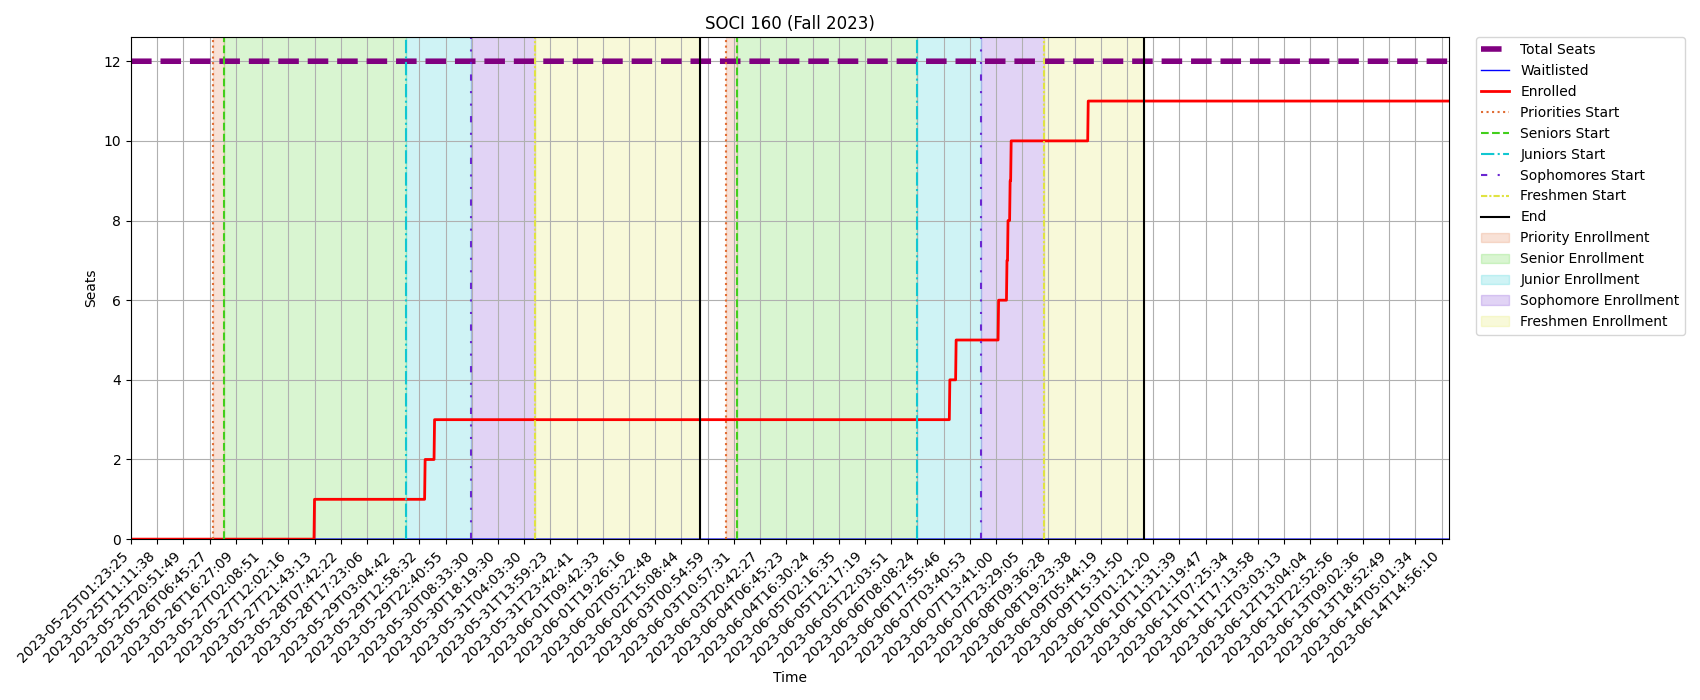 SOCI 160 (Fall 2023)
Total Seats
Waitlisted
Enrolled
Priorities Start
Seniors Start
Juniors Start
Sophomores Start
Freshmen Start
End
Priority Enrollment
Senior Enrollment
Junior Enrollment
Sophomore Enrollment
Freshmen Enrollment
Seats
12
10
8
6
4
2
0
2023-05-25T01:23:25
2023-05-25T11:11:38
2023-05-25T20:51:49
2023-05-26T06:45:27
2023-05-26T16:27:09
2023-05-27T02:08:51
2023-05-27T12:02:16
2023-05-27T21:43:13
2023-05-28T07:42:22
2023-05-28T17:23:06
2023-05-29T03:04:42
2023-05-29T12:58:32
2023-05-29T22:40:55
2023-05-30T08:33:30
2023-05-30T18:19:30
2023-05-31T04:03:30
2023-05-31T13:59:23
2023-05-31T23:42:41
2023-06-01T09:42:33
2023-06-01T19:26:16
2023-06-02T05:22:48
2023-06-02T15:08:44
2023-06-03T00:54:59
2023-06-03T10:57:31
2023-06-03T20:42:27
2023-06-04T06:45:23
2023-06-04T16:30:24
2023-06-05T02:16:35
2023-06-05T12:17:19
2023-06-05T22:03:51
2023-06-06T08:08:24
2023-06-06T17:55:46
2023-06-07T03:40:53
2023-06-07T13:41:00
2023-06-07T23:29:05
2023-06-08T09:36:28
2023-06-08T19:23:38
2023-06-09T05:44:19
2023-06-09T15:31:50
2023-06-10T01:21:20
2023-06-10T11:31:39
2023-06-10T21:19:47
2023-06-11T07:25:34
2023-06-11T17:13:58
2023-06-12T03:03:13
2023-06-12T13:04:04
2023-06-12T22:52:56
2023-06-13T09:02:36
2023-06-13T18:52:49
2023-06-14T05:01:34
2023-06-14T14:56:10
Time